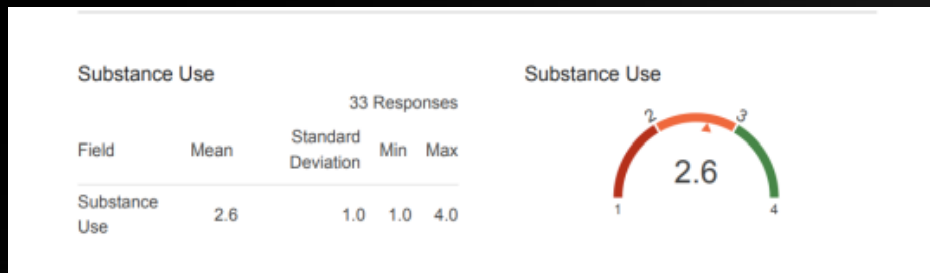 Substance Use
33 Responses
Field Mean Standard Deviation Min Max
Substance Use 2.6 1.0 1.0 4.0
Substance Use
2 3
2.6
1 4